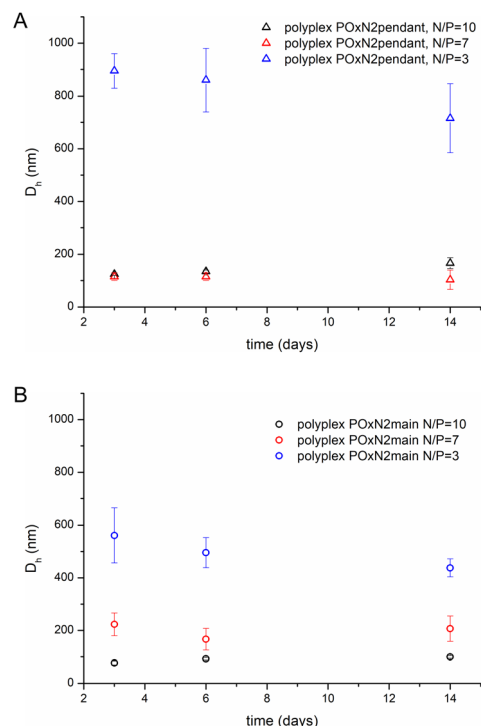 A
polyplex POxN2pendant, N/P=10
polyplex POxN2pendant, N/P=7
polyplex POxN2pendant, N/P=3
1000
800
600
400
200
0
Dh (nm)
2 4 6 8 10 12 14
time (days)
B
polyplex POxN2main N/P=10
polyplex POxN2main N/P=7
polyplex POxN2main N/P=3
1000
800
600
400
200
0
Dh (nm)
2 4 6 8 10 12 14
time (days)